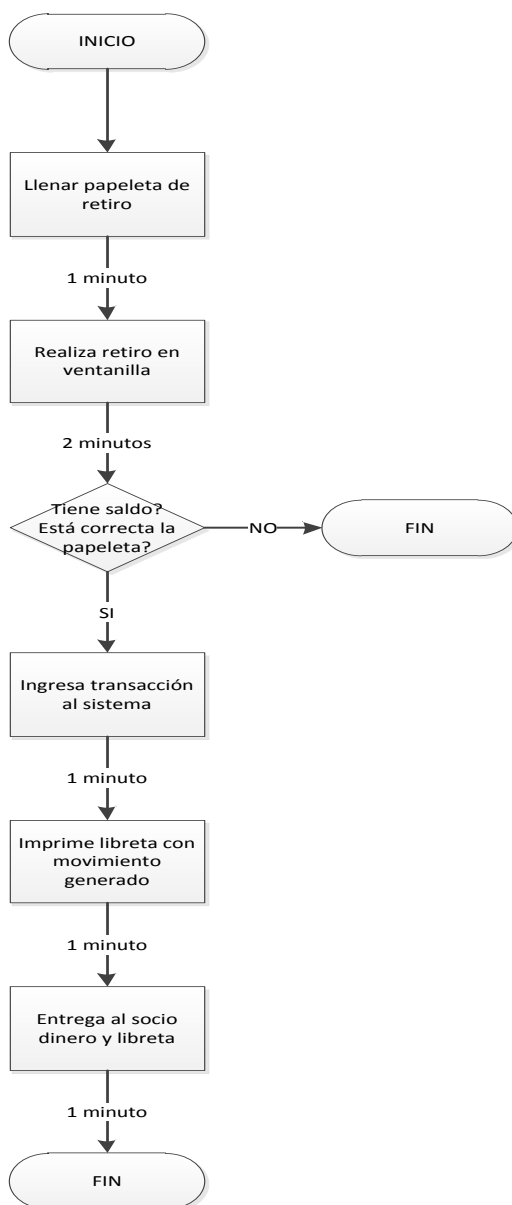 INICIO
Llenar papeleta de
retiro
1 minuto
Realiza retiro en
ventanilla
2 minutos
Tiene saldo?
Está correcta la
papeleta?
NO
FIN
SI
Ingresa transacción
al sistema
1 minuto
Imprime libreta con
movimiento
generado
1 minuto
Entrega al socio
dinero y libreta
1 minuto
FIN